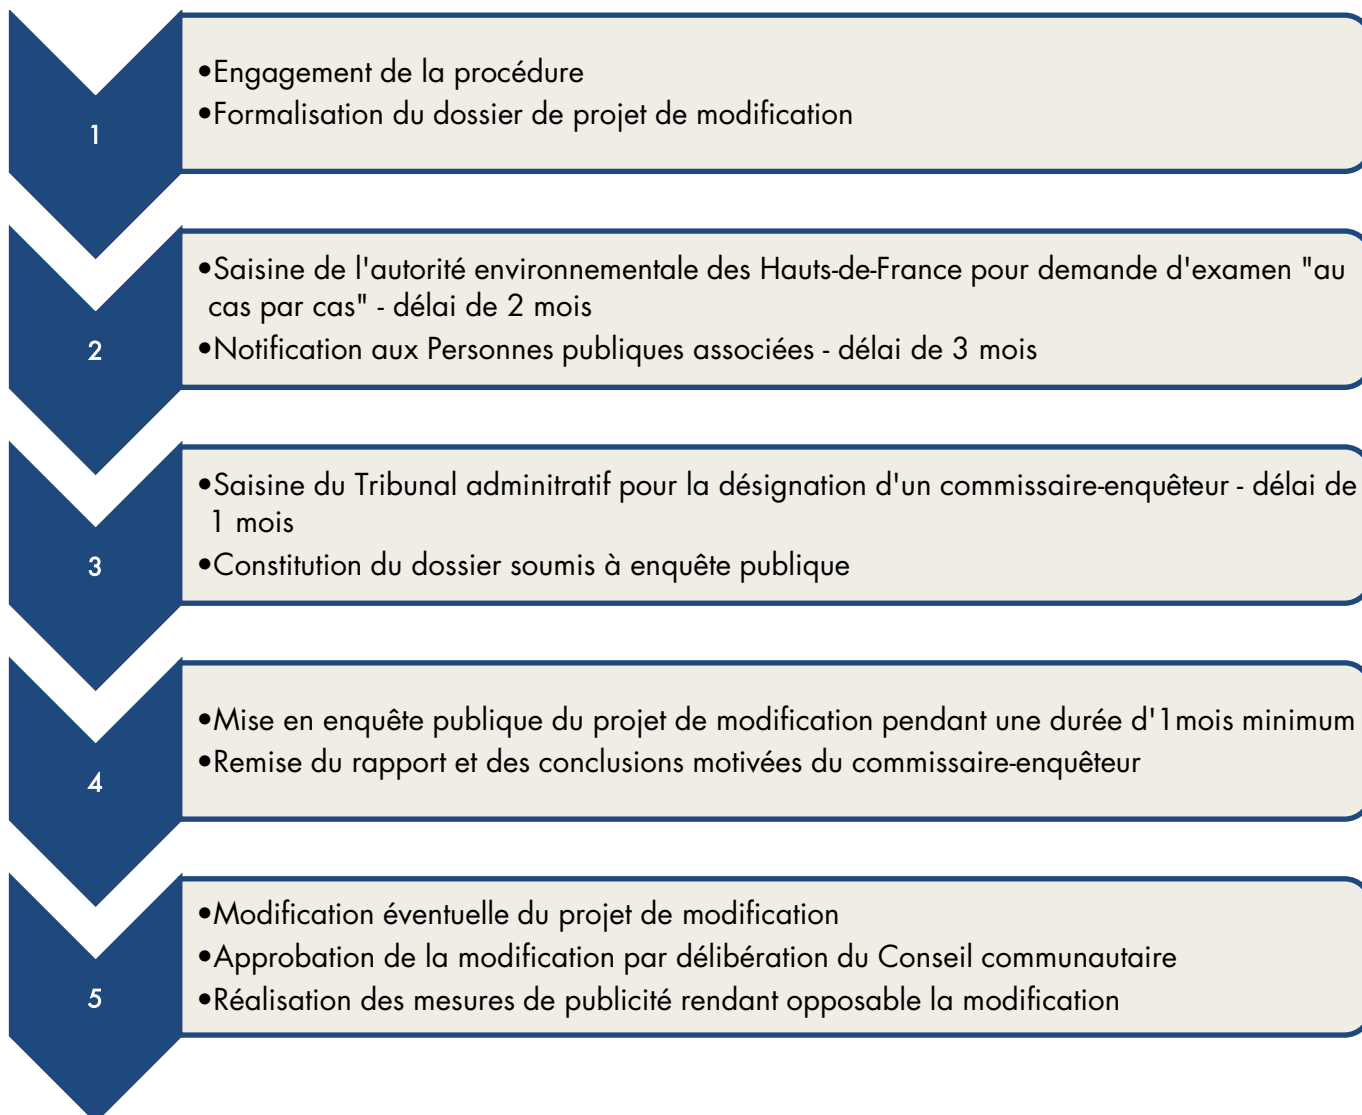 1
•Engagement de la procédure
•Formalisation du dossier de projet de modification
2
•Saisine de l'autorité environnementale des Hauts-de-France pour demande d'examen "au
cas par cas" - délai de 2 mois
•Notification aux Personnes publiques associées - délai de 3 mois
3
•Saisine du Tribunal adminitratif pour la désignation d'un commissaire-enquêteur - délai de
1 mois
•Constitution du dossier soumis à enquête publique
4
•Mise en enquête publique du projet de modification pendant une durée d'1mois minimum
•Remise du rapport et des conclusions motivées du commissaire-enquêteur
5
•Modification éventuelle du projet de modification
•Approbation de la modification par délibération du Conseil communautaire
•Réalisation des mesures de publicité rendant opposable la modification